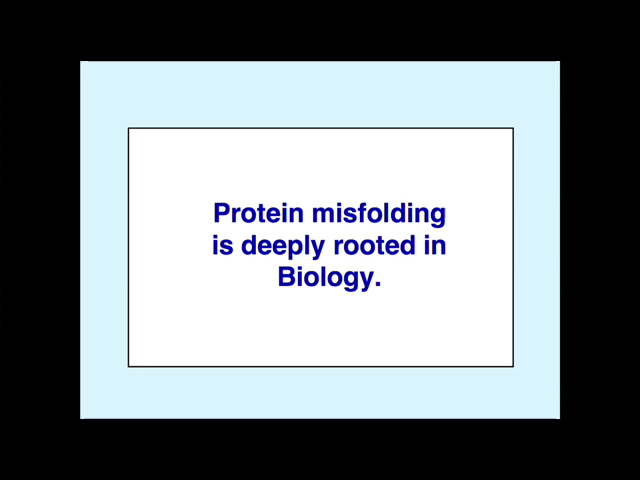 Protein misfolding
is deeply rooted in
Biology.